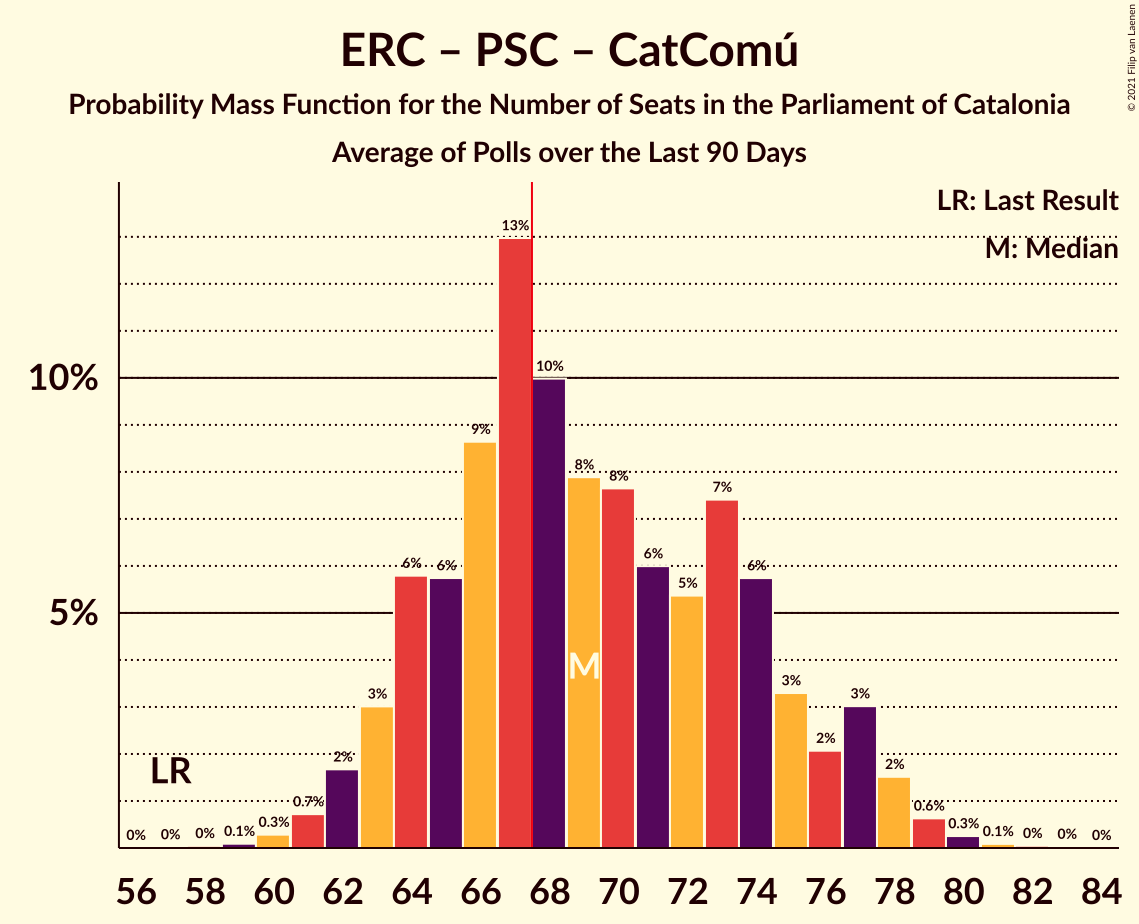 ERC – PSC – CatComú
Probability Mass Function for the Number of Seats in the Parliament of Catalonia
Average of Polls over the Last 90 Days
© 2021 Filip van Laenen
LR: Last Result
M: Median
10%
5%
LR
M
0% 0% 0% 0.1% 0.3% 0.7% 2% 3% 6% 6% 9% 13% 10% 8% 8% 6% 5% 7% 6% 3% 2% 3% 2% 0.6% 0.3% 0.1% 0% 0% 0%
56 58 60 62 64 66 68 70 72 74 76 78 80 82 84